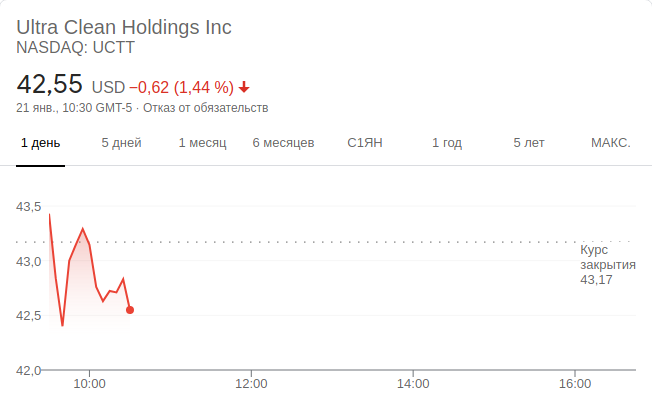 Ultra Clean Holdings Inc
NASDAQ: UCTT
42,55 USD −0,62 (1,44 %)
21 янв., 10:30 GMT-5 · Отказ от обязательств
1 день 5 дней 1 месяц 6 месяцев С1ЯН 1 год 5 лет МАКС.
43,5
Курс
закрытия
43,17
43,0
42,5
42,0
10:00 12:00 14:00 16:00